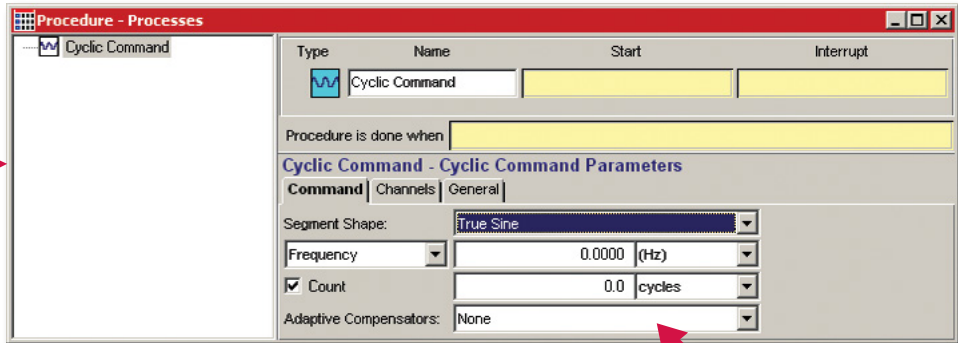 Procedure - Processes
Cyclic Command
Type Name Start Interrupt
Cyclic Command
Procedure is done when
Cyclic Command - Cyclic Command Parameters
Command Channels General
Segment Shape: True Sine
Frequency 0.0000 (Hz)
Count 0.0 cycles
Adaptive Compensators: None